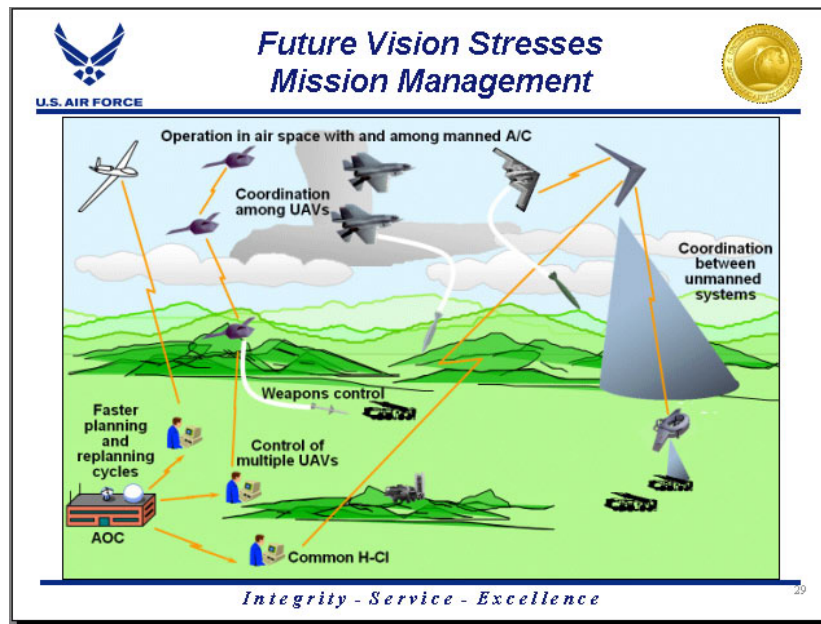 Future Vision Stresses
Mission Management
U.S. AIR FORCE
Operation in air space with and among manned A/C
Coordination
among UAVs
Coordination
between
unmanned
systems
Weapons control
Faster
planning
and
replanning
cycles
Control of
multiple UAVs
AOC
Common H-CI
Integrity - Service - Excellence
29